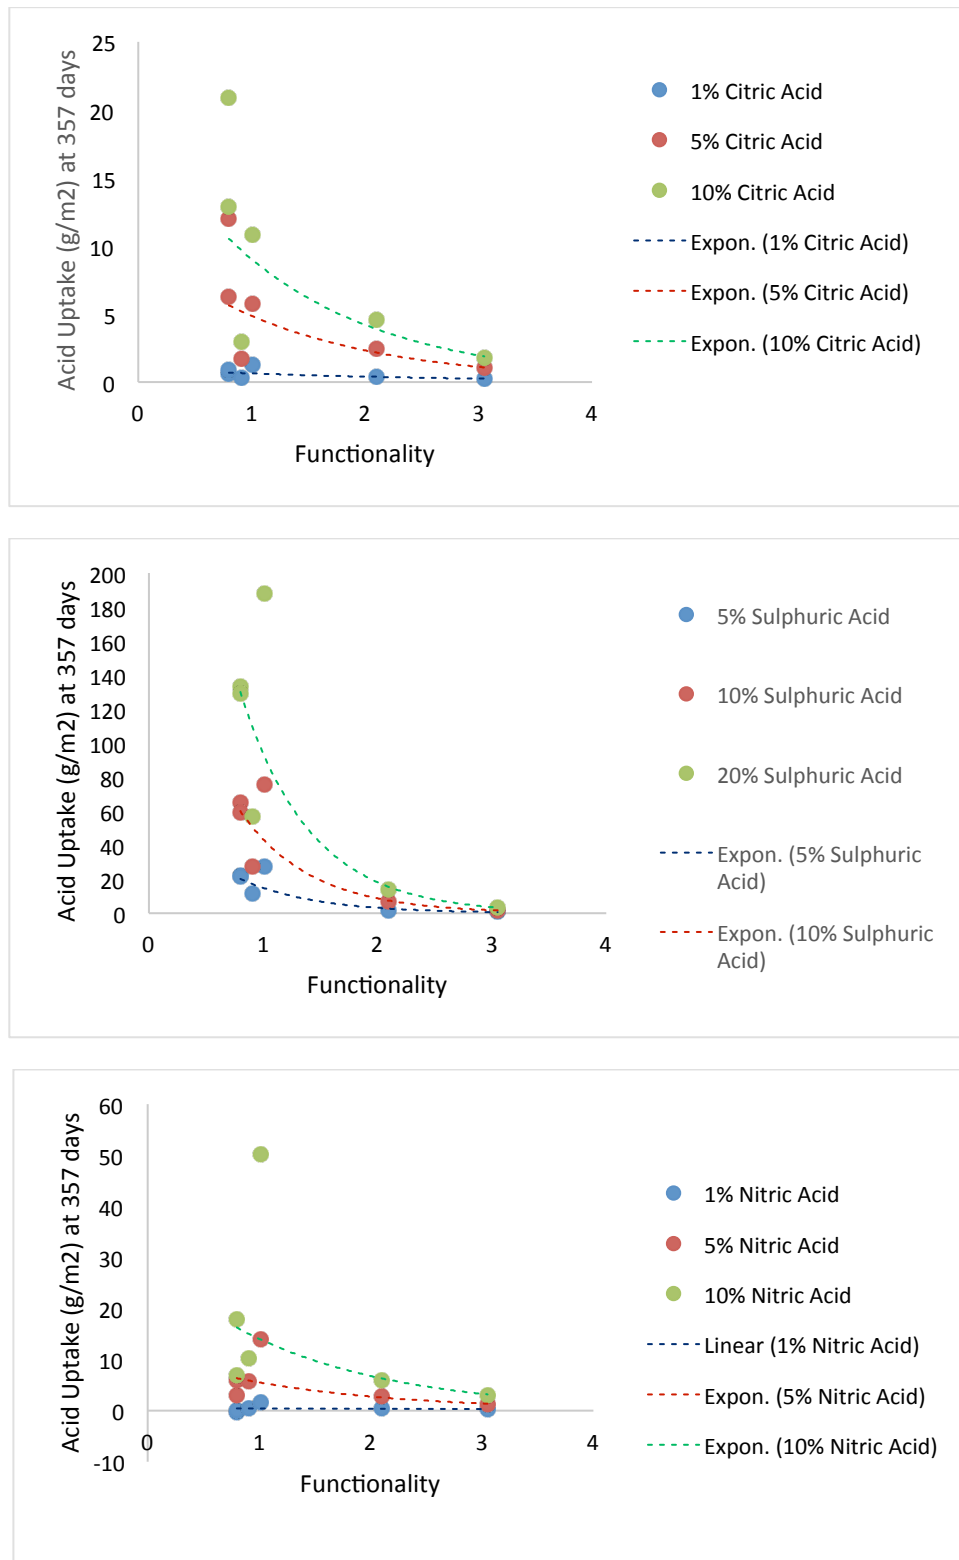 Acid Uptake (g/m2) at 357 days
25
20
15
10
5
0
0
1
2
3
4
Functionality
1% Citric Acid
5% Citric Acid
10% Citric Acid
Expon. (1% Citric Acid)
Expon. (5% Citric Acid)
Expon. (10% Citric Acid)
Acid Uptake (g/m2) at 357 days
200
180
160
140
120
100
80
60
40
20
0
0
1
2
3
4
Functionality
5% Sulphuric Acid
10% Sulphuric Acid
20% Sulphuric Acid
Expon. (5% Sulphuric
Acid)
Expon. (10% Sulphuric
Acid)
Acid Uptake (g/m2) at 357 days
60
50
40
30
20
10
0
-10
0
1
2
3
4
Functionality
1% Nitric Acid
5% Nitric Acid
10% Nitric Acid
Linear (1% Nitric Acid)
Expon. (5% Nitric Acid)
Expon. (10% Nitric Acid)